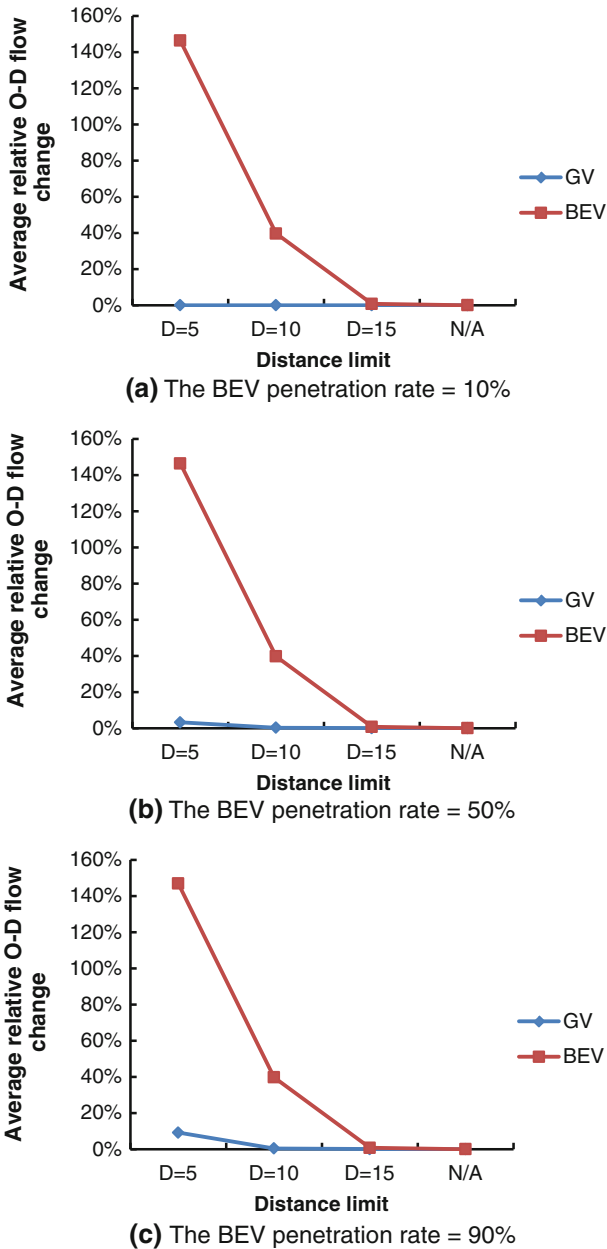 160%
140%
120%
100%
80%
60%
40%
20%
0%
Average relative O-D flow
change
GV
BEV
D=5 D=10 D=15 N/A
Distance limit
(a) The BEV penetration rate = 10%
160%
140%
120%
100%
80%
60%
40%
20%
0%
Average relative O-D flow
change
GV
BEV
D=5 D=10 D=15 N/A
Distance limit
(b) The BEV penetration rate = 50%
160%
140%
120%
100%
80%
60%
40%
20%
0%
Average relative O-D flow
change
GV
BEV
D=5 D=10 D=15 N/A
Distance limit
(c) The BEV penetration rate = 90%